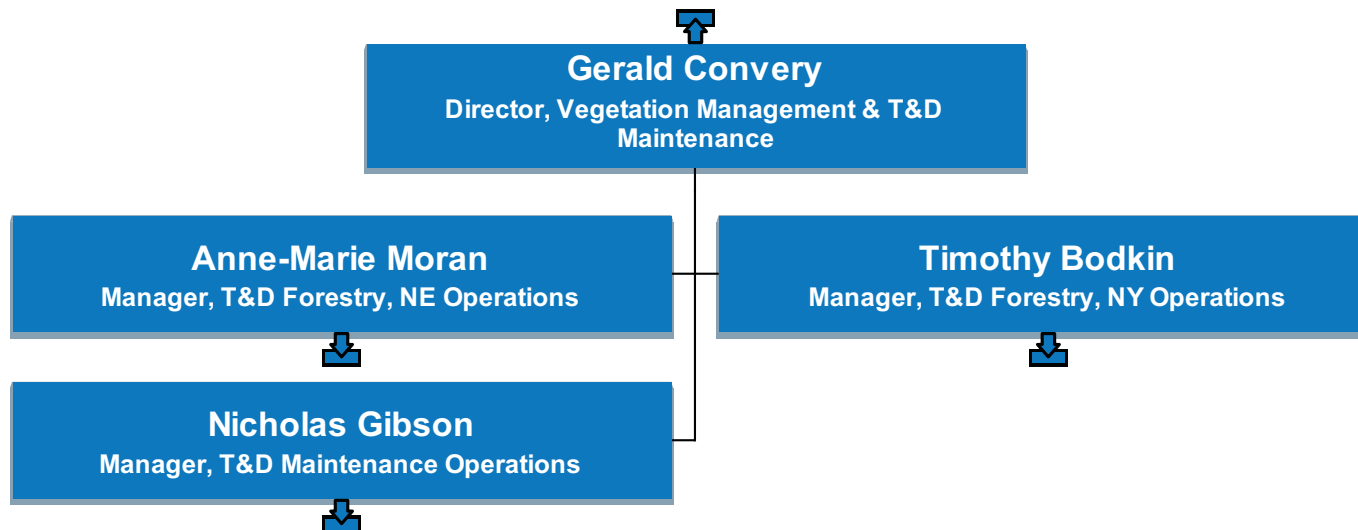 Gerald Convery
Director, Vegetation Management & T&D
Maintenance
Anne-Marie Moran
Manager, T&D Forestry, NE Operations
Timothy Bodkin
Manager, T&D Forestry, NY Operations
Nicholas Gibson
Manager, T&D Maintenance Operations